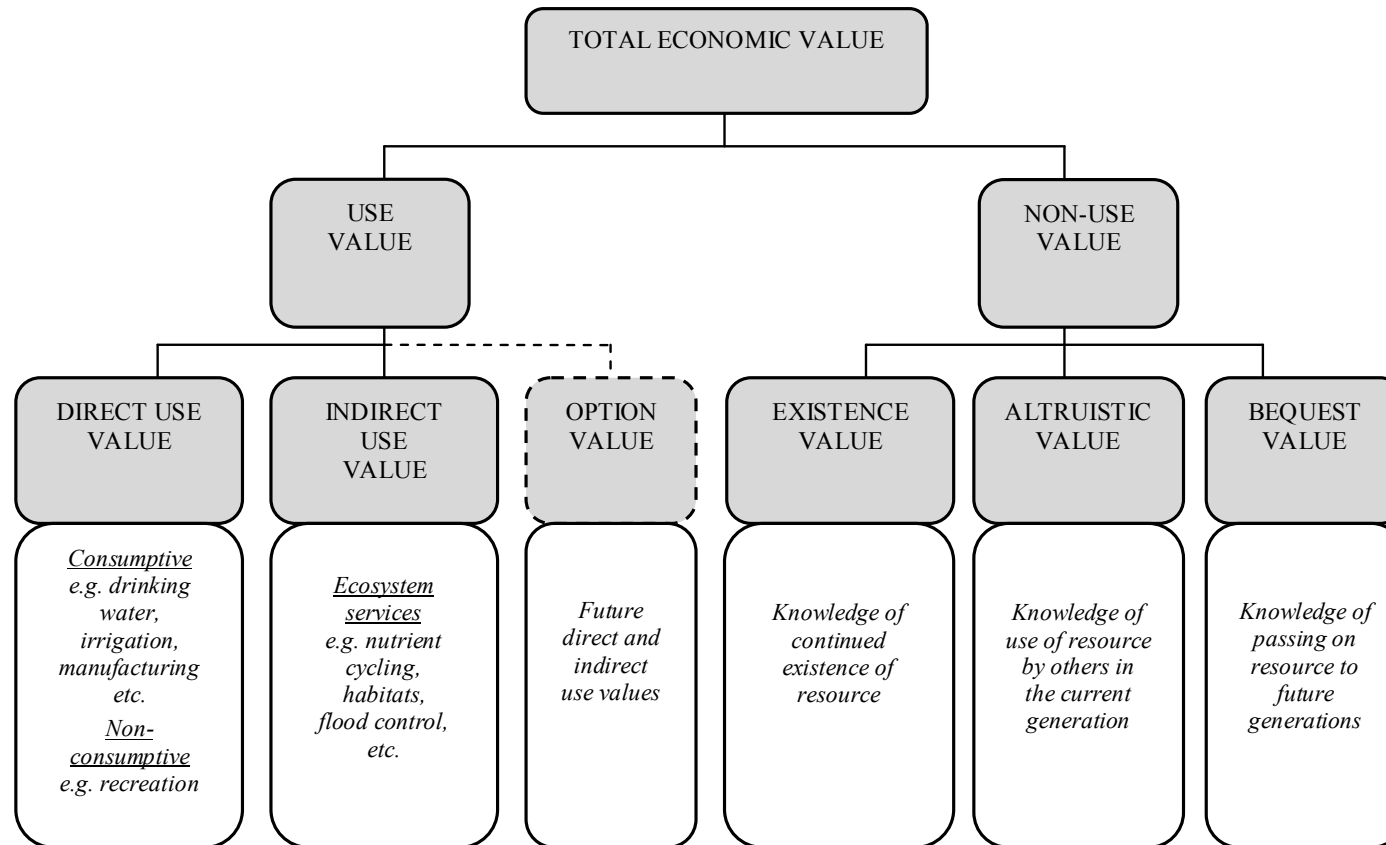 TOTAL ECONOMIC VALUE
USE
VALUE
NON-USE
VALUE
DIRECT USE
VALUE
INDIRECT
USE
VALUE
OPTION
VALUE
EXISTENCE
VALUE
ALTRUISTIC
VALUE
BEQUEST
VALUE
Consumptive
e.g. drinking
water,
irrigation,
manufacturing
etc.
Non-
consumptive
e.g. recreation
Ecosystem
services
e.g. nutrient
cycling,
habitats,
flood control,
etc.
Future
direct and
indirect
use values
Knowledge of
continued
existence of
resource
Knowledge of
use of resource
by others in
the current
generation
Knowledge of
passing on
resource to
future
generations